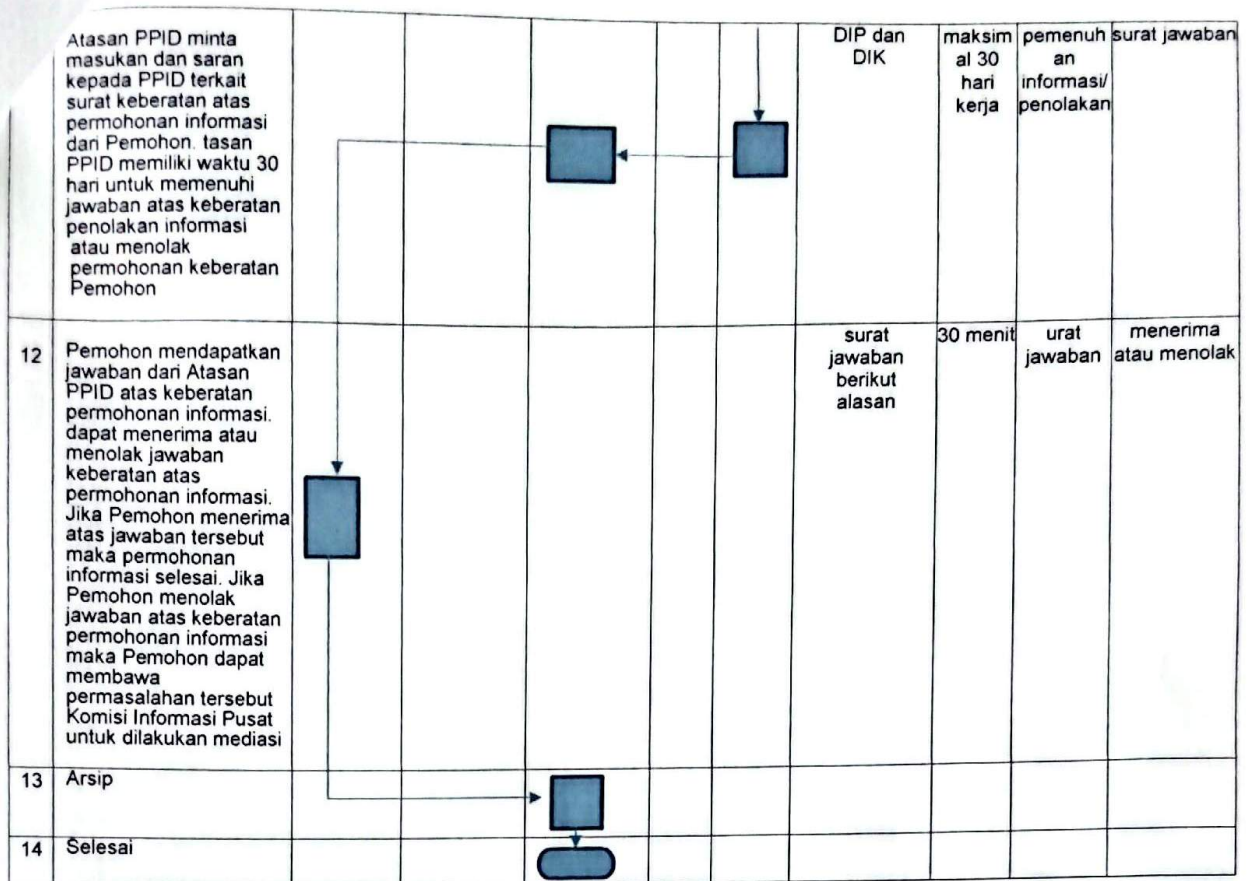 Atasan PPID minta
masukan dan saran
kepada PPID terkait
surat keberatan atas
permohonan informasi
dari Pemohon. tasan
PPID memiliki waktu 30
hari untuk memenuhi
jawaban atas keberatan
penolakan informasi
atau menolak
permohonan keberatan
Pemohon
DIP dan
DIK
maksim
al 30
hari
kerja
pemenuh
an
informasi/
penolakan
surat jawaban
12
Pemohon mendapatkan
jawaban dari Atasan
PPID atas keberatan
permohonan informasi.
dapat menerima atau
menolak jawaban
keberatan atas
permohonan informasi.
Jika Pemohon menerima
atas jawaban tersebut
maka permohonan
informasi selesai. Jika
Pemohon menolak
jawaban atas keberatan
permohonan informasi
maka Pemohon dapat
membawa
permasalahan tersebut
Komisi Informasi Pusat
untuk dilakukan mediasi
surat
jawaban
berikut
alasan
30 menit
urat
jawaban
menerima
atau menolak
13 Arsip
14 Selesai